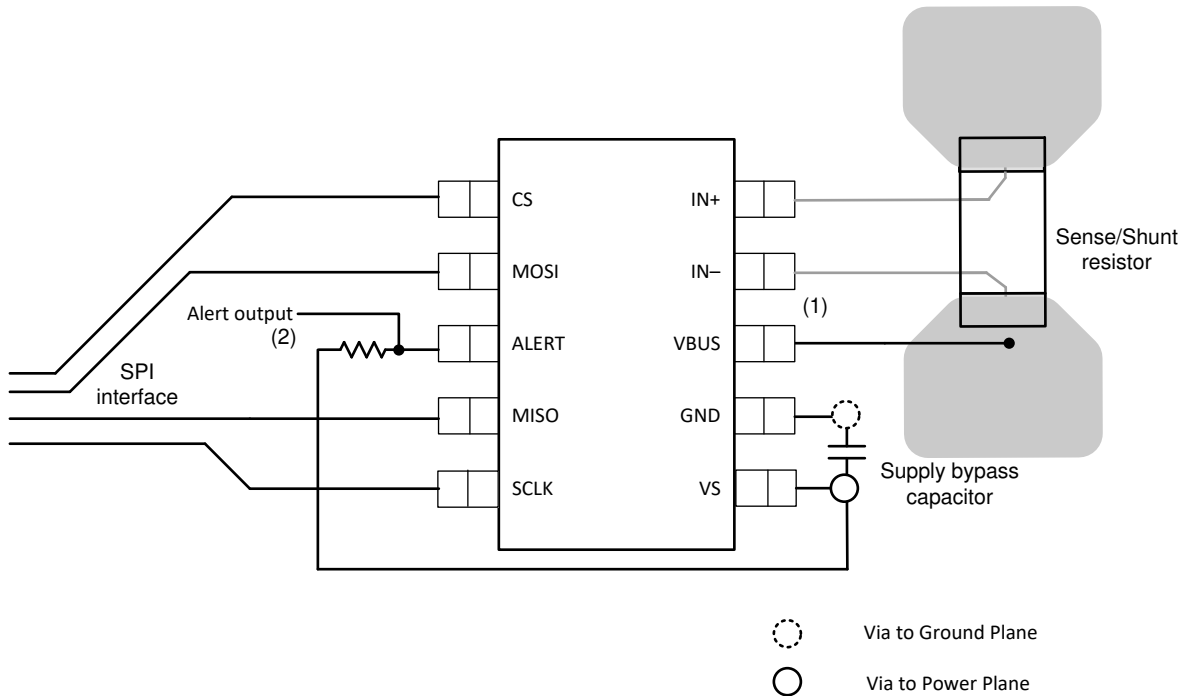 CS
MOSI
ALERT
MISO
SCLK
IN+
IN–
VBUS
GND
VS
Alert output
(2)
SPI
interface
(1)
Sense/Shunt
resistor
Supply bypass
capacitor
Via to Ground Plane
Via to Power Plane